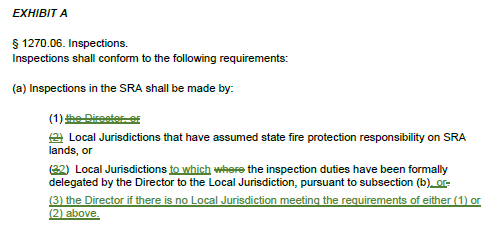 EXHIBIT A
§ 1270.06. Inspections.
Inspections shall conform to the following requirements:
(a) Inspections in the SRA shall be made by:
(1) the Director, or
(2) Local Jurisdictions that have assumed state fire protection responsibility on SRA
lands, or
(32) Local Jurisdictions to which where the inspection duties have been formally
delegated by the Director to the Local Jurisdiction, pursuant to subsection (b), or.
(3) the Director if there is no Local Jurisdiction meeting the requirements of either (1) or
(2) above.